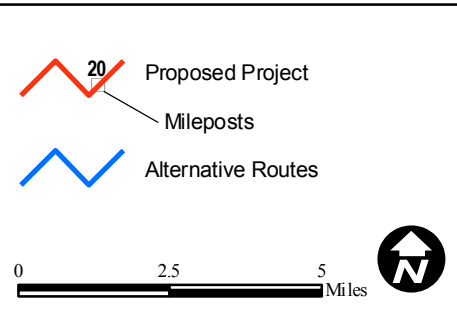 20
Proposed Project
Mileposts
Alternative Routes
0 2.5 5
Miles
N